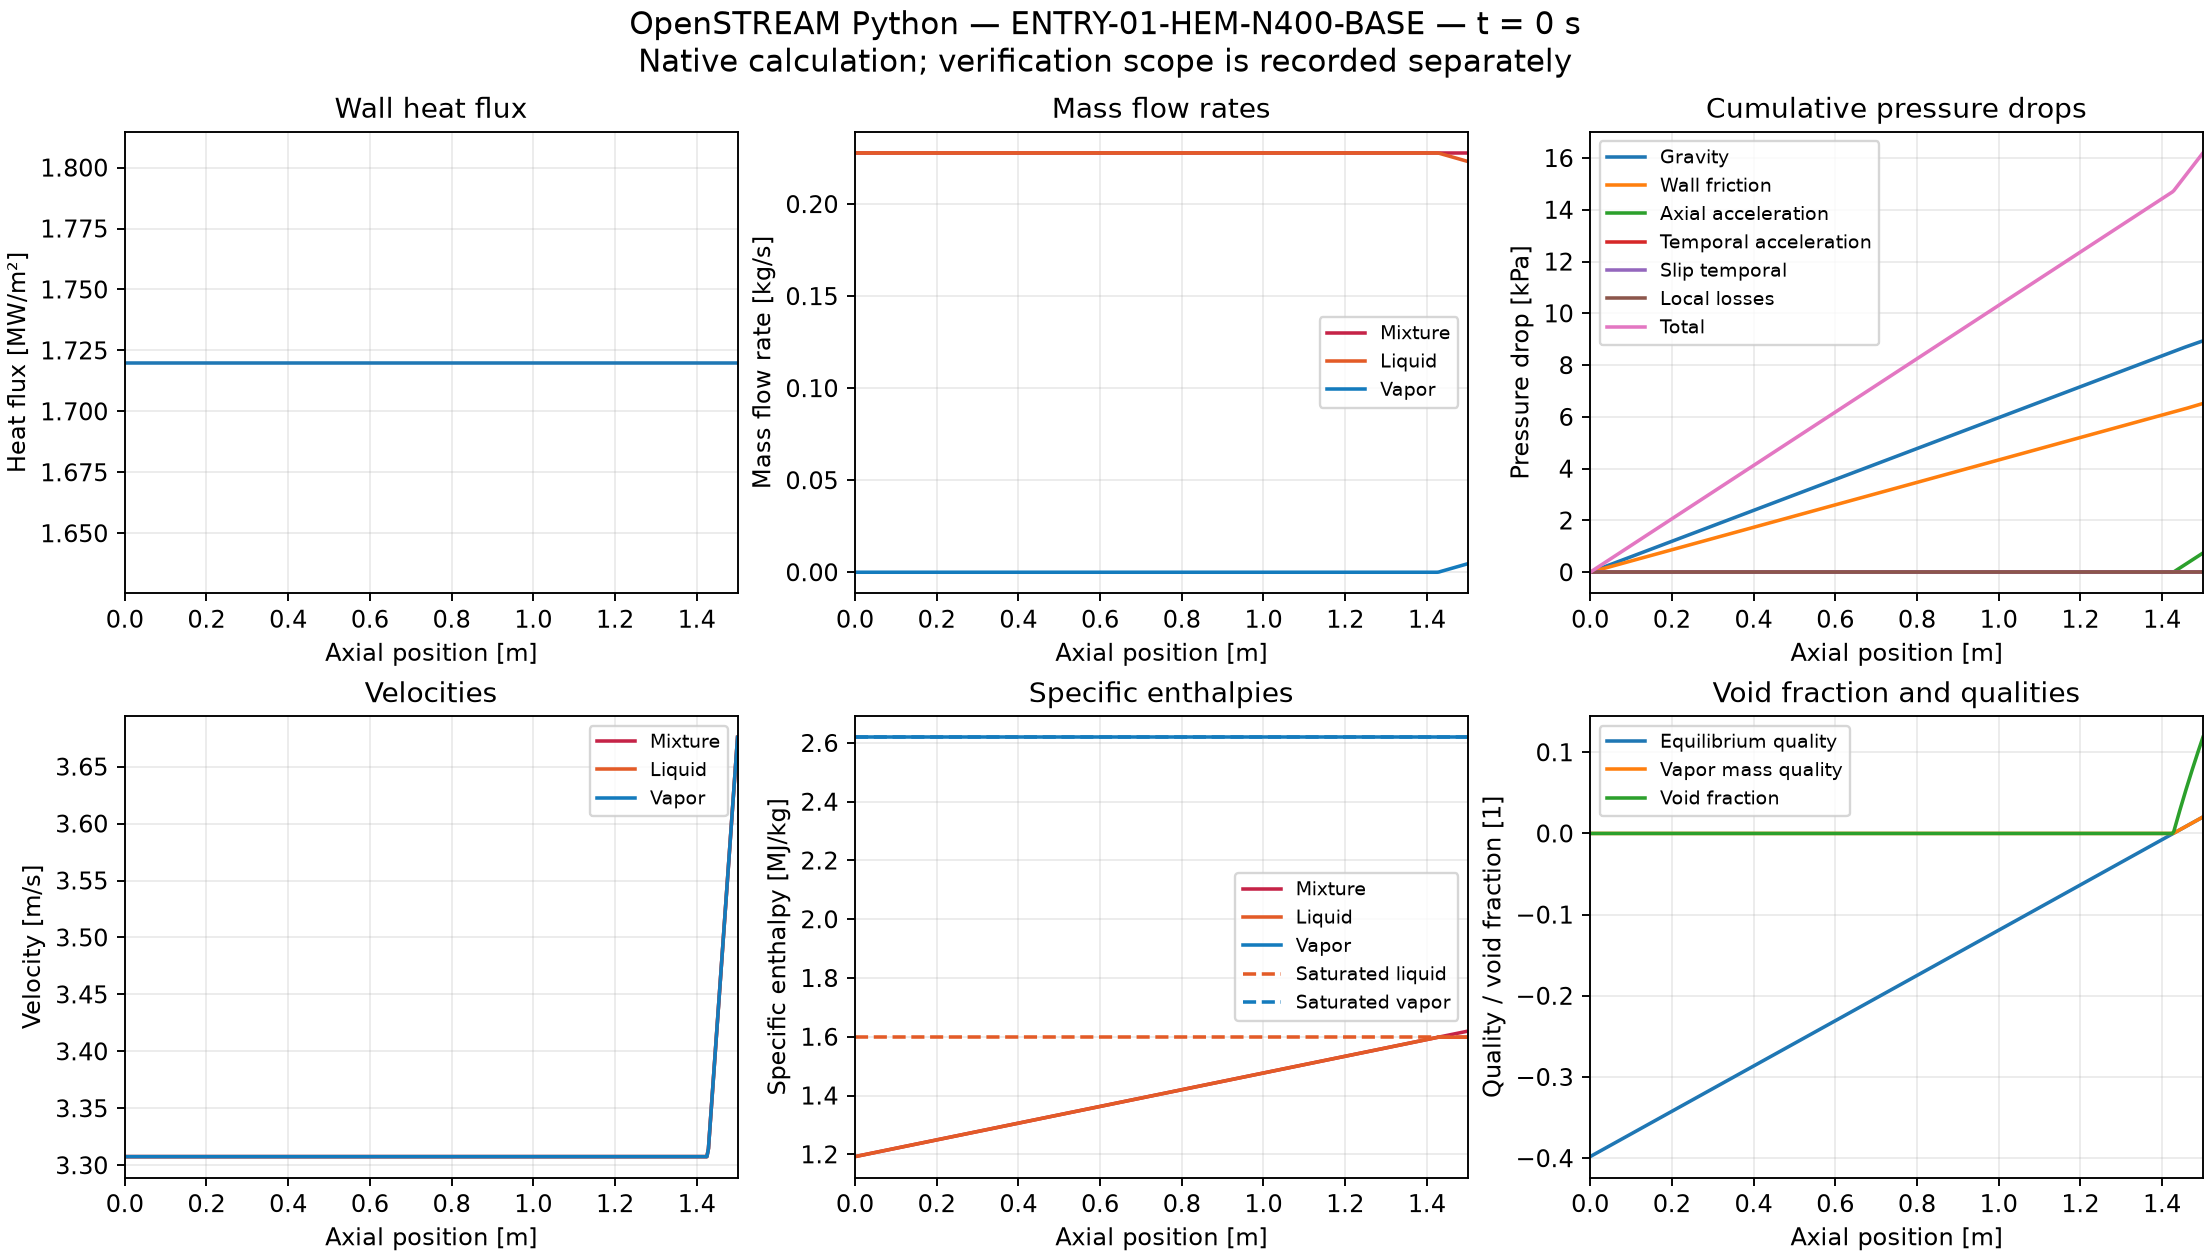 OpenSTREAM Python — ENTRY-01-HEM-N400-BASE — t = 0 s
Native calculation; verification scope is recorded separately
Wall heat flux
Heat flux [MW/m²]
1.800
1.775
1.750
1.725
1.700
1.675
1.650
0.0 0.2 0.4 0.6 0.8 1.0 1.2 1.4
Axial position [m]
Mass flow rates
Mass flow rate [kg/s]
0.20
0.15
0.10
0.05
0.00
Mixture
Liquid
Vapor
0.0 0.2 0.4 0.6 0.8 1.0 1.2 1.4
Axial position [m]
Cumulative pressure drops
Pressure drop [kPa]
16
14
12
10
8
6
4
2
0
Gravity
Wall friction
Axial acceleration
Temporal acceleration
Slip temporal
Local losses
Total
0.0 0.2 0.4 0.6 0.8 1.0 1.2 1.4
Axial position [m]
Velocities
Velocity [m/s]
3.65
3.60
3.55
3.50
3.45
3.40
3.35
3.30
Mixture
Liquid
Vapor
0.0 0.2 0.4 0.6 0.8 1.0 1.2 1.4
Axial position [m]
Specific enthalpies
Specific enthalpy [MJ/kg]
2.6
2.4
2.2
2.0
1.8
1.6
1.4
1.2
Mixture
Liquid
Vapor
Saturated liquid
Saturated vapor
0.0 0.2 0.4 0.6 0.8 1.0 1.2 1.4
Axial position [m]
Void fraction and qualities
Quality / void fraction [1]
0.1
0.0
−0.1
−0.2
−0.3
−0.4
Equilibrium quality
Vapor mass quality
Void fraction
0.0 0.2 0.4 0.6 0.8 1.0 1.2 1.4
Axial position [m]